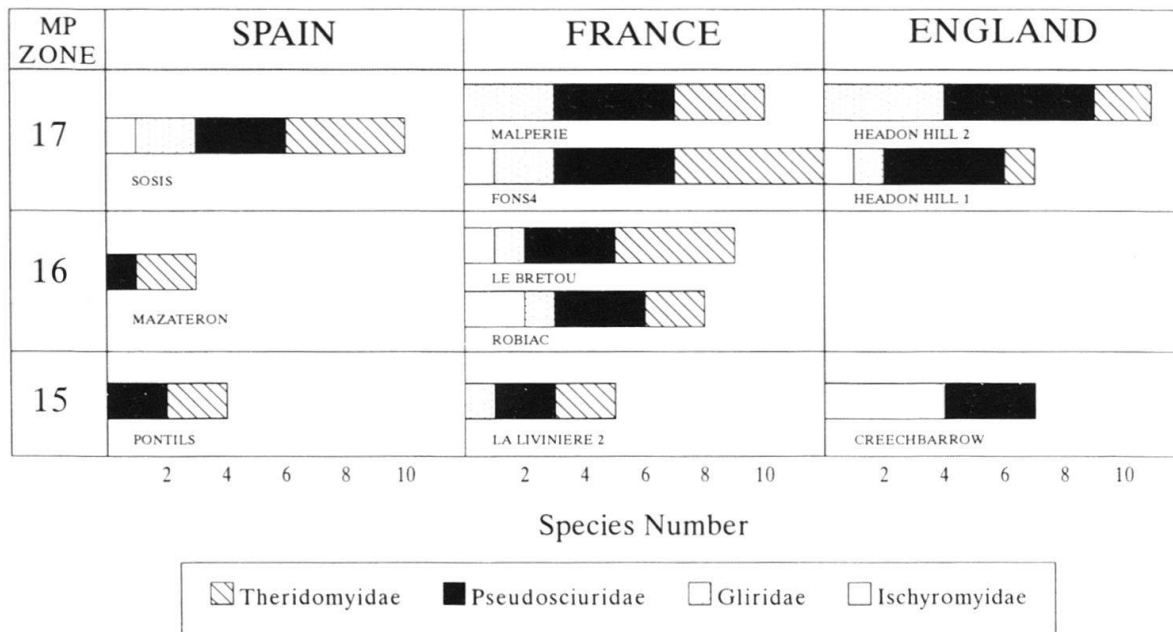 MP ZONE SPAIN FRANCE ENGLAND
17
MALPERIE
HEADON HILL 2
SOSIS
FONS4
HEADON HILL 1
16
LE BRETOU
MAZATERON
ROBIAC
15
PONTILS
LA LIVINIERE 2
CREECHBARROW
2 4 6 8 10 2 4 6 8 10 2 4 6 8 10
Species Number
Theridomyidae Pseudosciuridae Gliridae Ischyromyidae